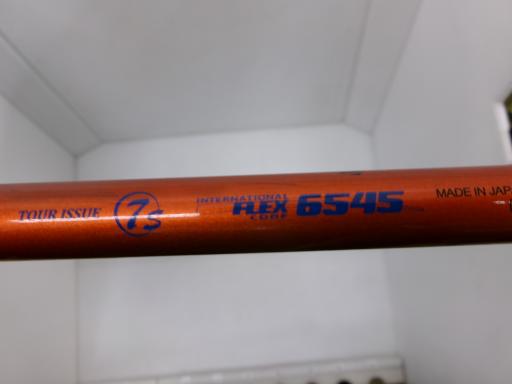 TOUR ISSUE 7S
INTERNATIONAL
FLEX 6545
CODE
MADE IN JAPA